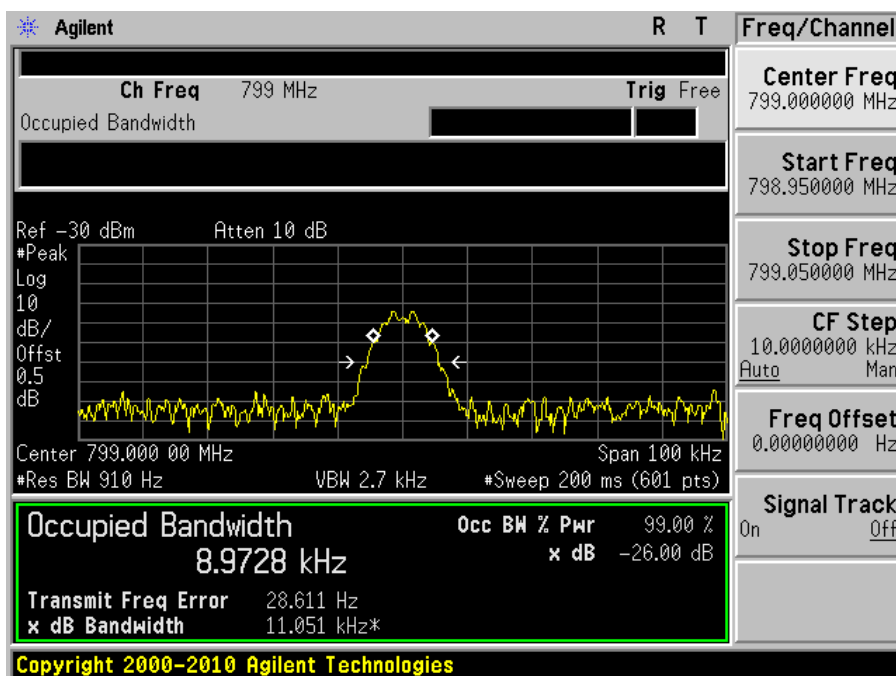 Agilent R T
Freq/Channel
Ch Freq 799 MHz Trig Free
Occupied Bandwidth
Center Freq
799.000000 MHz
Start Freq
798.950000 MHz
Stop Freq
799.050000 MHz
CF Step
10.0000000 kHz
Auto Man
Freq Offset
0.00000000 Hz
Signal Track
On Off
Ref -30 dBm Atten 10 dB
#Peak
Log
10
dB/
Offst
0.5
dB
Center 799.000 00 MHz Span 100 kHz
#Res BW 910 Hz VBW 2.7 kHz #Sweep 200 ms (601 pts)
Occupied Bandwidth Occ BW % Pwr 99.00 %
8.9728 kHz x dB -26.00 dB
Transmit Freq Error 28.611 Hz
x dB Bandwidth 11.051 kHz*
Copyright 2000-2010 Agilent Technologies